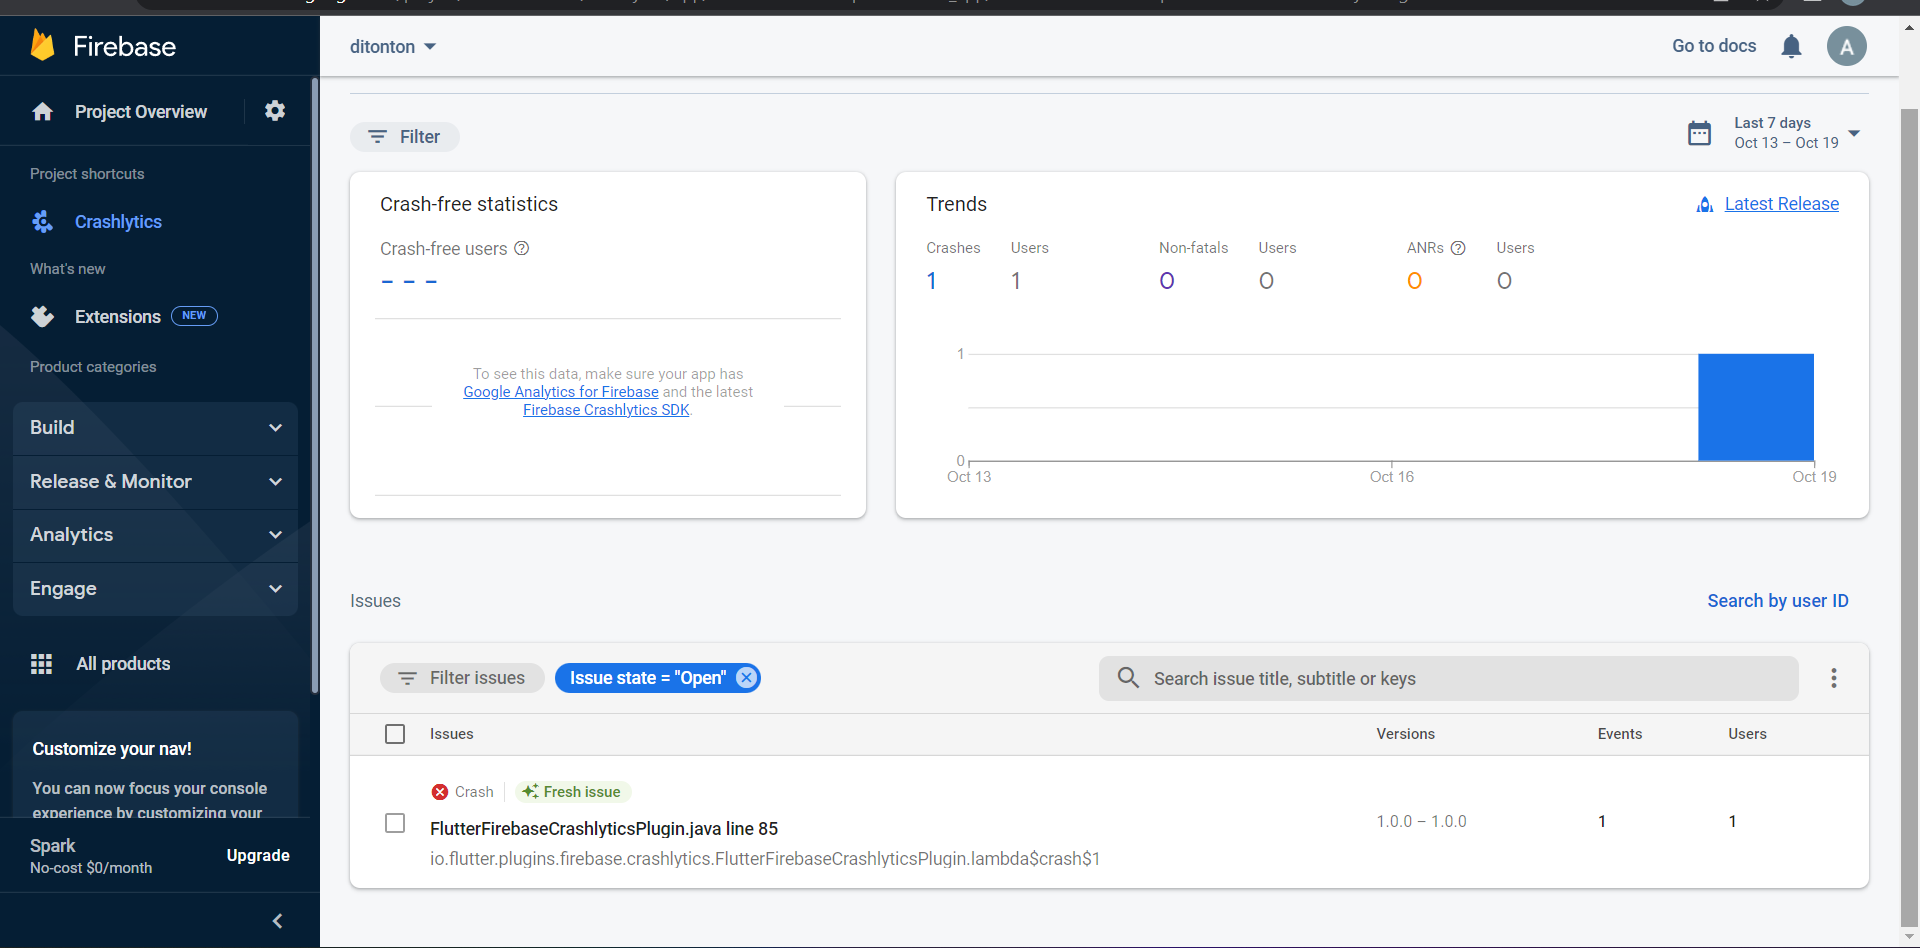 Firebase
ditonton
Go to docs
A
Project Overview
Project shortcuts
Crashlytics
What's new
Extensions NEW
Product categories
Build
Release & Monitor
Analytics
Engage
All products
Customize your nav!
You can now focus your console
experience by customizing your
Spark
No-cost $0/month
Upgrade
Filter
Last 7 days
Oct 13 – Oct 19
Crash-free statistics
Crash-free users
– – –
To see this data, make sure your app has
Google Analytics for Firebase and the latest
Firebase Crashlytics SDK.
Trends
Latest Release
Crashes Users Non-fatals Users ANRs Users
1 1 0 0 0 0
1
0
Oct 13 Oct 16 Oct 19
Issues
Search by user ID
Filter issues
Issue state = "Open"
Search issue title, subtitle or keys
Issues Versions Events Users
Crash Fresh issue
FlutterFirebaseCrashlyticsPlugin.java line 85
io.flutter.plugins.firebase.crashlytics.FlutterFirebaseCrashlyticsPlugin.lambda$crash$1
1.0.0 – 1.0.0 1 1